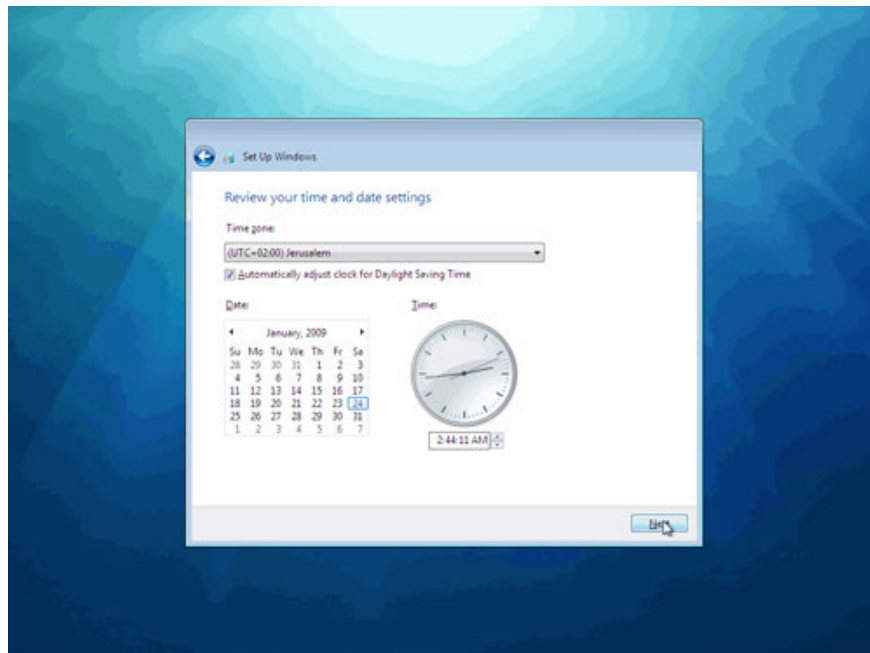 Set Up Windows
Review your time and date settings
Time zone:
(UTC+02:00) Jerusalem
Automatically adjust clock for Daylight Saving Time
Date:
Time:
January, 2009
Su Mo Tu We Th Fr Sa
28 29 30 31 1 2 3
4 5 6 7 8 9 10
11 12 13 14 15 16 17
18 19 20 21 22 23 24
25 26 27 28 29 30 31
1 2 3 4 5 6 7
2:44:11 AM
Next